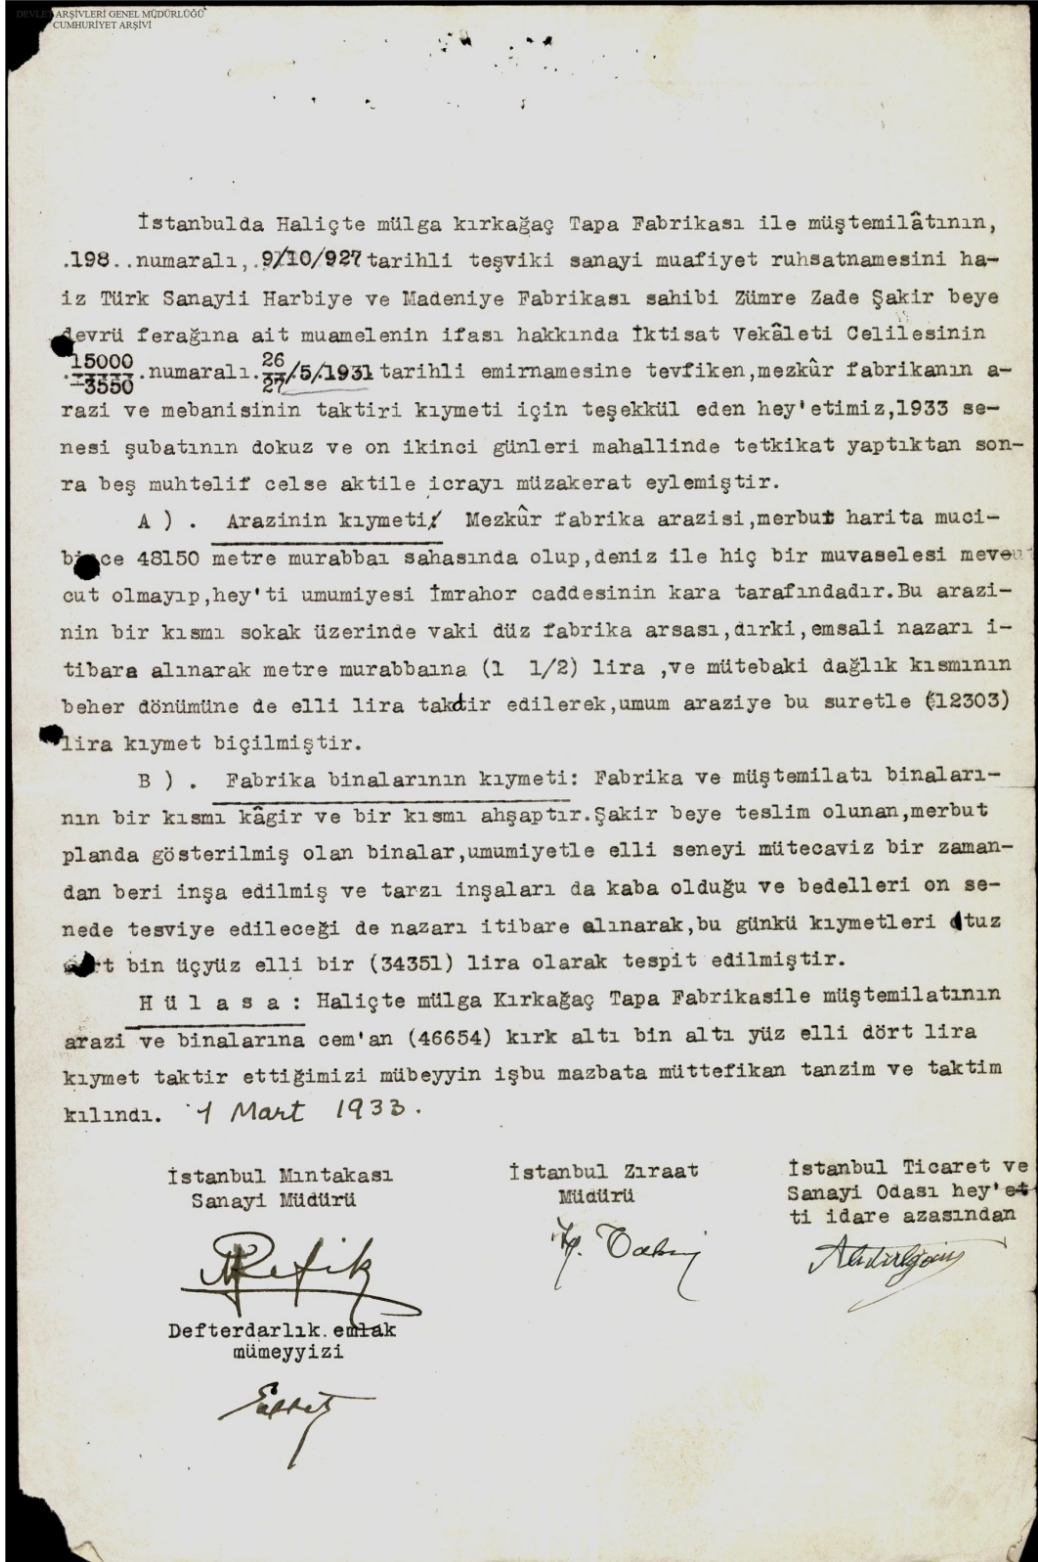 DEVLET ARŞİVLERİ GENEL MÜDÜRLÜĞÜ
CUMHURİYET ARŞİVİ
İstanbulda Haliçte mülga kırkağaç Tapa Fabrikası ile müştemilâtının,
.198..numaralı,.9/10/927 tarihli teşviki sanayi muafiyet ruhsatnamesini ha-
iz Türk Sanayii Harbiye ve Madeniye Fabrikası sahibi Zümre Zade Şakir beye
devrü ferağına ait muamelenin ifası hakkında İktisat Vekâleti Celilesinin
15000/3550 .numaralı. 26/27/5/.1931 tarihli emirnamesine tevfiken,mezkûr fabrikanın a-
razi ve mebanisinin taktiri kıymeti için teşekkül eden hey'etimiz,1933 se-
nesi şubatının dokuz ve on ikinci günleri mahallinde tetkikat yaptıktan son-
ra beş muhtelif celse aktile icrayı müzakerat eylemiştir.
A ) . Arazinin kıymeti: Mezkûr fabrika arazisi,merbut harita muci-
bince 48150 metre murabbaı sahasında olup,deniz ile hiç bir muvaselesi mev-
cut olmayıp,hey'ti umumiyesi İmrahor caddesinin kara tarafındadır.Bu arazi-
nin bir kısmı sokak üzerinde vaki düz fabrika arsası,dırki,emsali nazarı i-
tibara alınarak metre murabbaına (1 1/2) lira ,ve mütebaki dağlık kısmının
beher dönümüne de elli lira takdir edilerek,umum araziye bu suretle (12303)
lira kıymet biçilmiştir.
B ) . Fabrika binalarının kıymeti: Fabrika ve müştemilatı binaları-
nın bir kısmı kâgir ve bir kısmı ahşaptır.Şakir beye teslim olunan,merbut
planda gösterilmiş olan binalar,umumiyetle elli seneyi mütecaviz bir zaman-
dan beri inşa edilmiş ve tarzı inşaları da kaba olduğu ve bedelleri on se-
nede tesviye edileceği de nazarı itibare alınarak,bu günkü kıymetleri otuz
dört bin üçyüz elli bir (34351) lira olarak tespit edilmiştir.
H ü l a s a : Haliçte mülga Kırkağaç Tapa Fabrikasile müştemilatının
arazi ve binalarına cem'an (46654) kırk altı bin altı yüz elli dört lira
kıymet taktir ettiğimizi mübeyyin işbu mazbata müttefikan tanzim ve taktim
kılındı. 1 Mart 1933.
İstanbul Mıntakası
Sanayi Müdürü
Refik
İstanbul Zıraat
Müdürü
İstanbul Ticaret ve
Sanayi Odası hey'e-
ti idare azasından
Defterdarlık.emlak
mümeyyizi